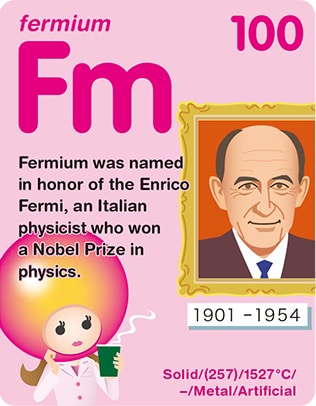 fermium
100
Fm
Fermium was named
in honor of the Enrico
Fermi, an Italian
physicist who won
a Nobel Prize in
physics.
1901 –1954
Solid/(257)/1527°C/
–/Metal/Artificial